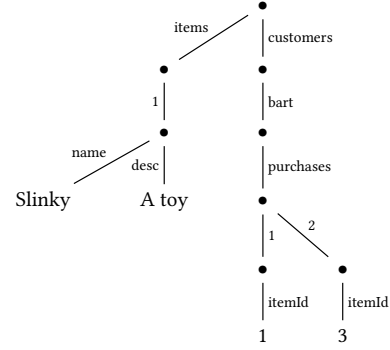 items customers
1 bart
name desc purchases
Slinky A toy
1 2
itemId itemId
1 3